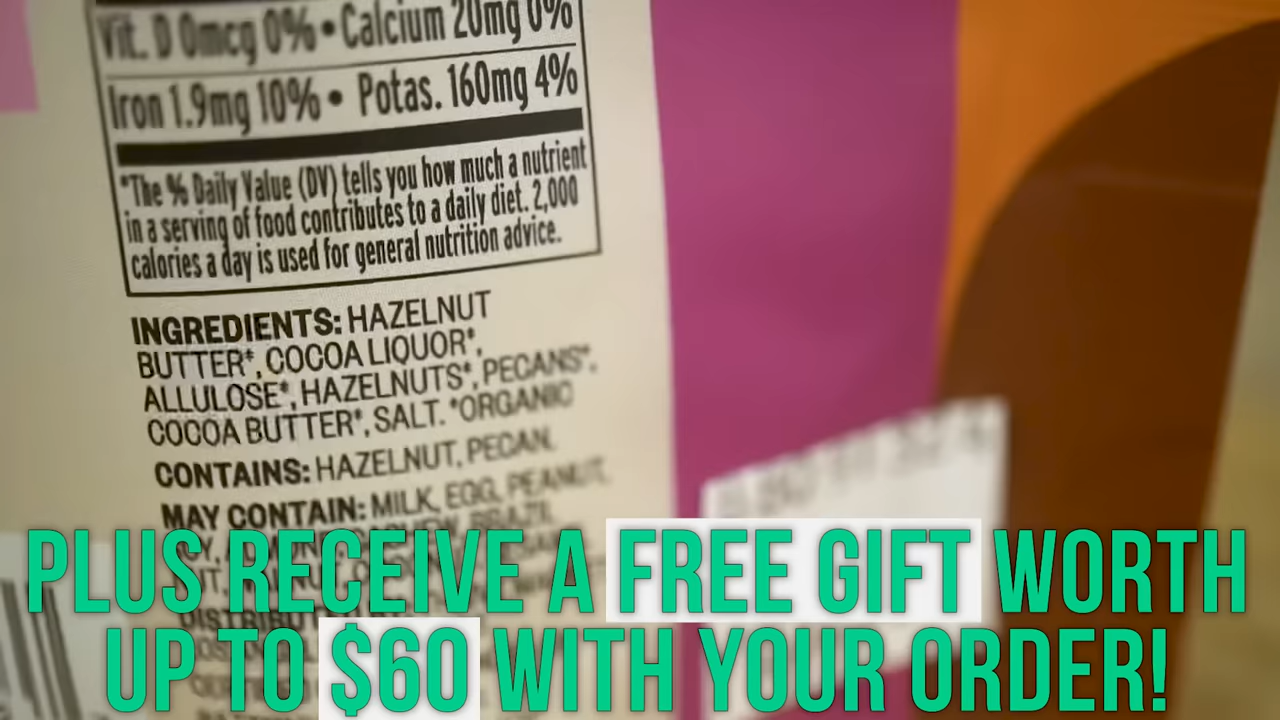 Vit. D 0mcg 0% • Calcium 20mg 0%
Iron 1.9mg 10% • Potas. 160mg 4%
*The % Daily Value (DV) tells you how much a nutrient
in a serving of food contributes to a daily diet. 2,000
calories a day is used for general nutrition advice.
INGREDIENTS: HAZELNUT
BUTTER*, COCOA LIQUOR*,
ALLULOSE*, HAZELNUTS*, PECANS*,
COCOA BUTTER*, SALT. *ORGANIC
CONTAINS: HAZELNUT, PECAN.
MAY CONTAIN: MILK, EGG, PEANUT,
PLUS RECEIVE A FREE GIFT WORTH
UP TO $60 WITH YOUR ORDER!